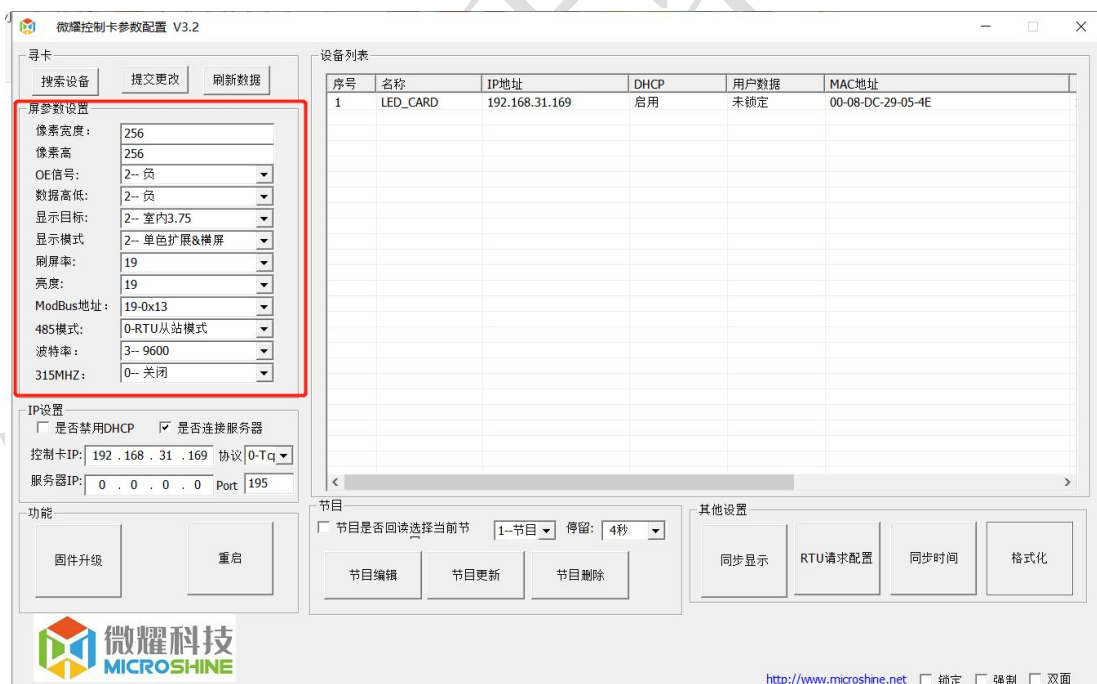 微耀控制卡参数配置 V3.2
寻卡
搜索设备 提交更改 刷新数据
屏参数设置
像素宽度： 256
像素高 256
OE信号: 2-- 负
数据高低: 2-- 负
显示目标: 2-- 室内3.75
显示模式 2-- 单色扩展&横屏
刷屏率: 19
亮度: 19
ModBus地址： 19-0x13
485模式: 0-RTU从站模式
波特率： 3-- 9600
315MHZ： 0-- 关闭
IP设置
是否禁用DHCP 是否连接服务器
控制卡IP: 192 . 168 . 31 . 169 协议 0-Tcp
服务器IP: 0 . 0 . 0 . 0 Port 195
功能
固件升级 重启
设备列表
序号 名称 IP地址 DHCP 用户数据 MAC地址
1 LED_CARD 192.168.31.169 启用 未锁定 00-08-DC-29-05-4E
节目
节目是否回读选择当前节 1--节目 停留: 4秒
节目编辑 节目更新 节目删除
其他设置
同步显示 RTU请求配置 同步时间 格式化
微耀科技
MICROSHINE
http://www.microshine.net 锁定 强制 双面